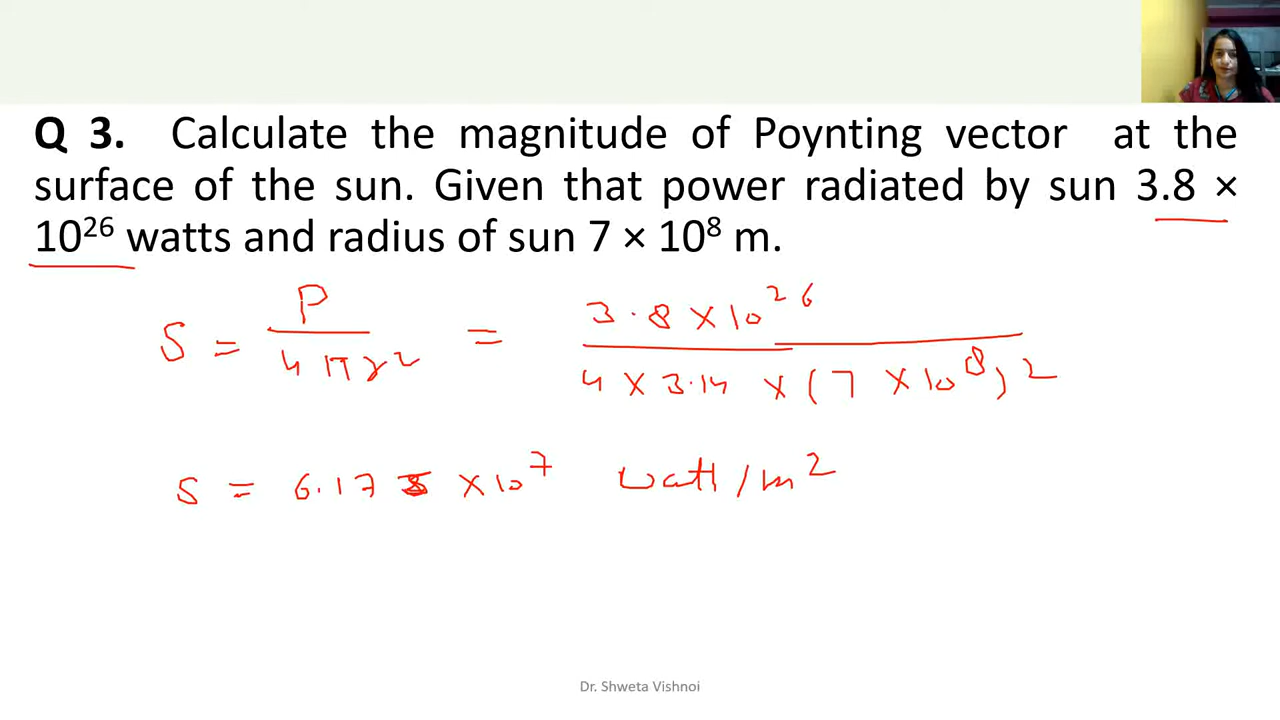 Q 3. Calculate the magnitude of Poynting vector at the
surface of the sun. Given that power radiated by sun 3.8 ×
10²⁶ watts and radius of sun 7 × 10⁸ m.
S = P / 4πr² = 3.8 × 10²⁶ / 4 × 3.14 × (7 × 10⁸)²
S = 6.17 × 10⁷ watt/m²
Dr. Shweta Vishnoi